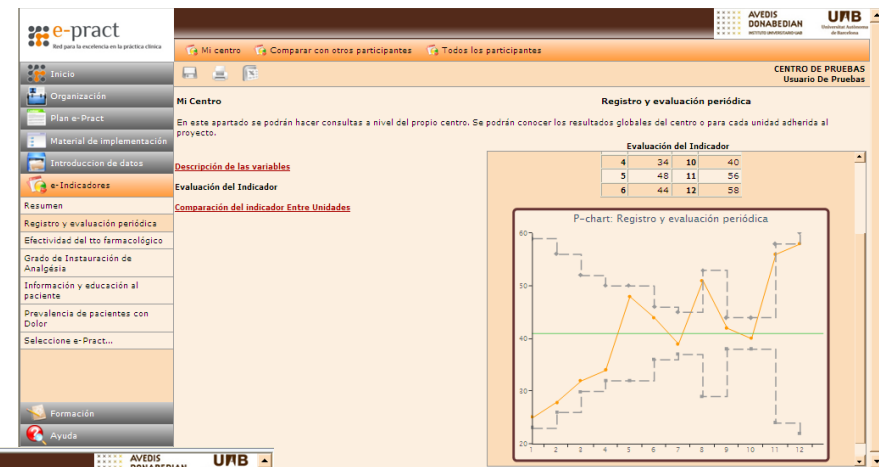 e-pract
Red para la excelencia en la práctica clínica
AVEDIS
DONABEDIAN
INSTITUTO UNIVERSITARIO-UAB
UAB
Universitat Autònoma
de Barcelona
Mi centro
Comparar con otros participantes
Todos los participantes
CENTRO DE PRUEBAS
Usuario De Pruebas
Inicio
Organización
Plan e-Pract
Material de implementación
Introduccion de datos
e-Indicadores
Resumen
Registro y evaluación periódica
Efectividad del tto farmacológico
Grado de Instauración de
Analgésia
Información y educación al
paciente
Prevalencia de pacientes con
Dolor
Seleccione e-Pract...
Formación
Ayuda
Mi Centro
Registro y evaluación periódica
En este apartado se podrán hacer consultas a nivel del propio centro. Se podrán conocer los resultados globales del centro o para cada unidad adherida al
proyecto.
Descripción de las variables
Evaluación del Indicador
Comparación del indicador Entre Unidades
Evaluación del Indicador
4 34 10 40
5 48 11 56
6 44 12 58
P-chart: Registro y evaluación periódica
60
50
40
30
20
1 2 3 4 5 6 7 8 9 10 11 12
AVEDIS
DONABEDIAN
UAB